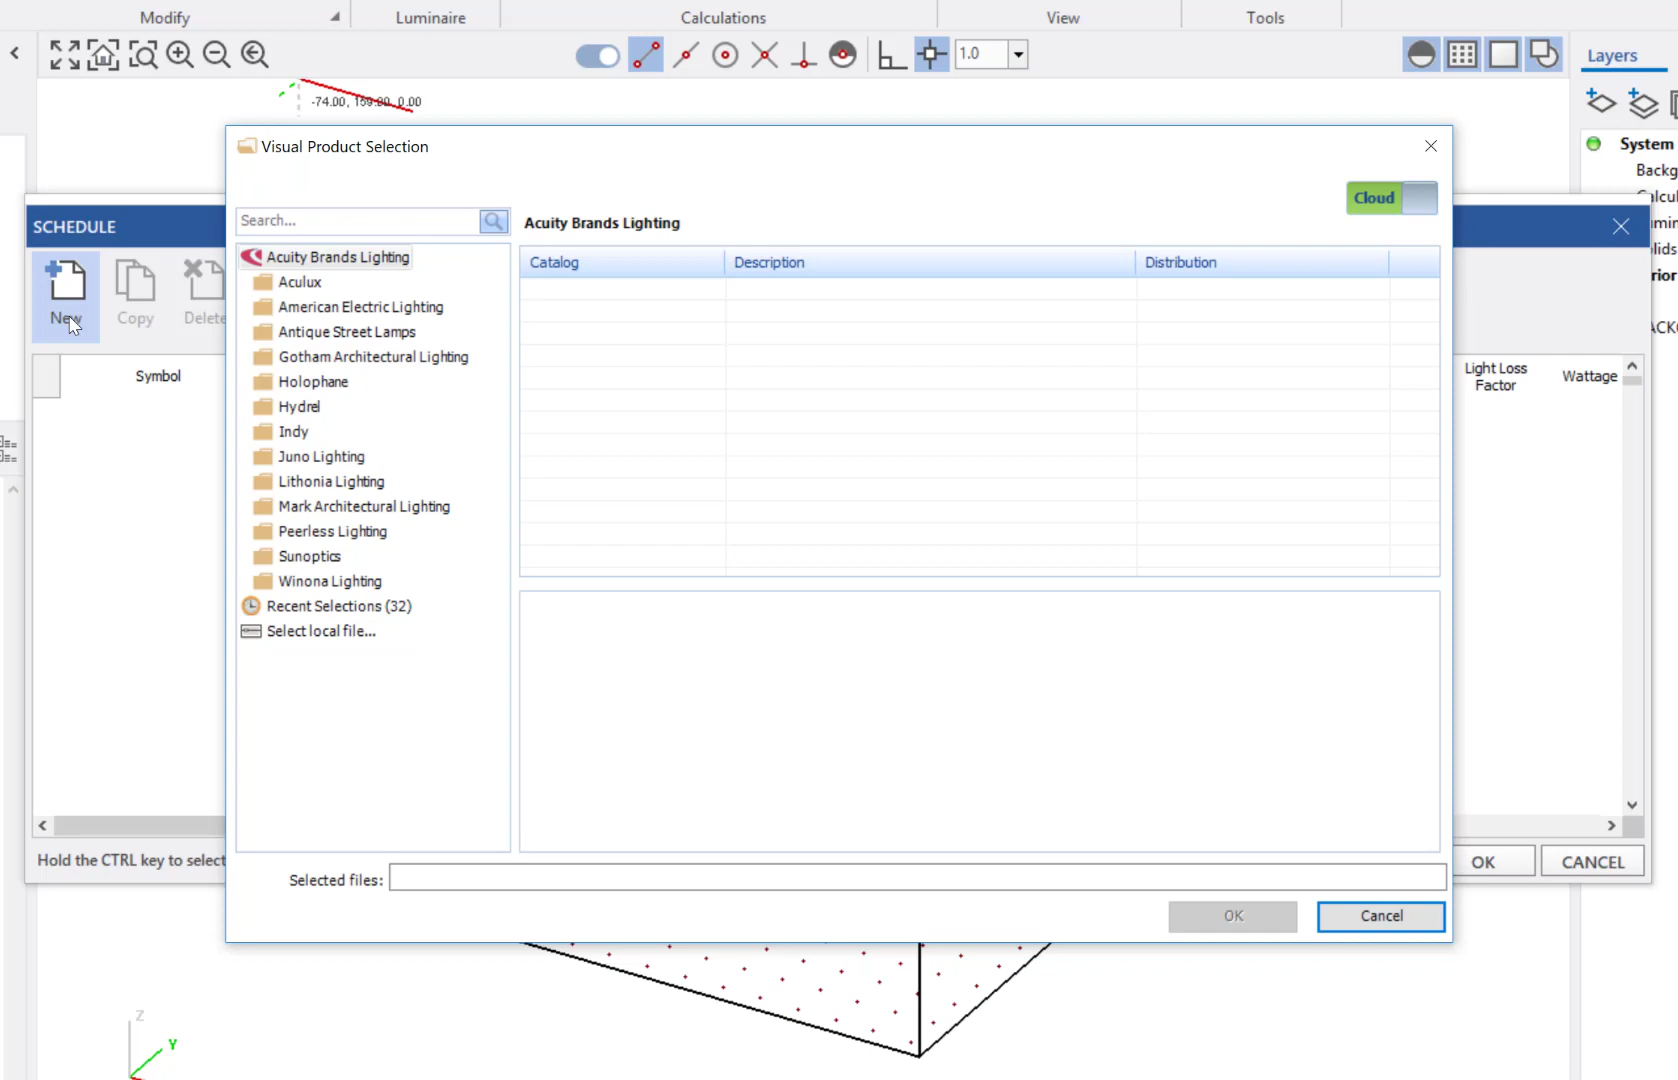 Modify
Luminaire
Calculations
View
Tools
1.0
Layers
-74.00, 159.00, 0.00
System
Visual Product Selection
Cloud
SCHEDULE
New
Copy
Delete
Symbol
Search...
Acuity Brands Lighting
Acuity Brands Lighting
Aculux
American Electric Lighting
Antique Street Lamps
Gotham Architectural Lighting
Holophane
Hydrel
Indy
Juno Lighting
Lithonia Lighting
Mark Architectural Lighting
Peerless Lighting
Sunoptics
Winona Lighting
Recent Selections (32)
Select local file...
Catalog
Description
Distribution
Light Loss
Factor
Wattage
Hold the CTRL key to select
Selected files:
OK
Cancel
OK
CANCEL
Z
Y